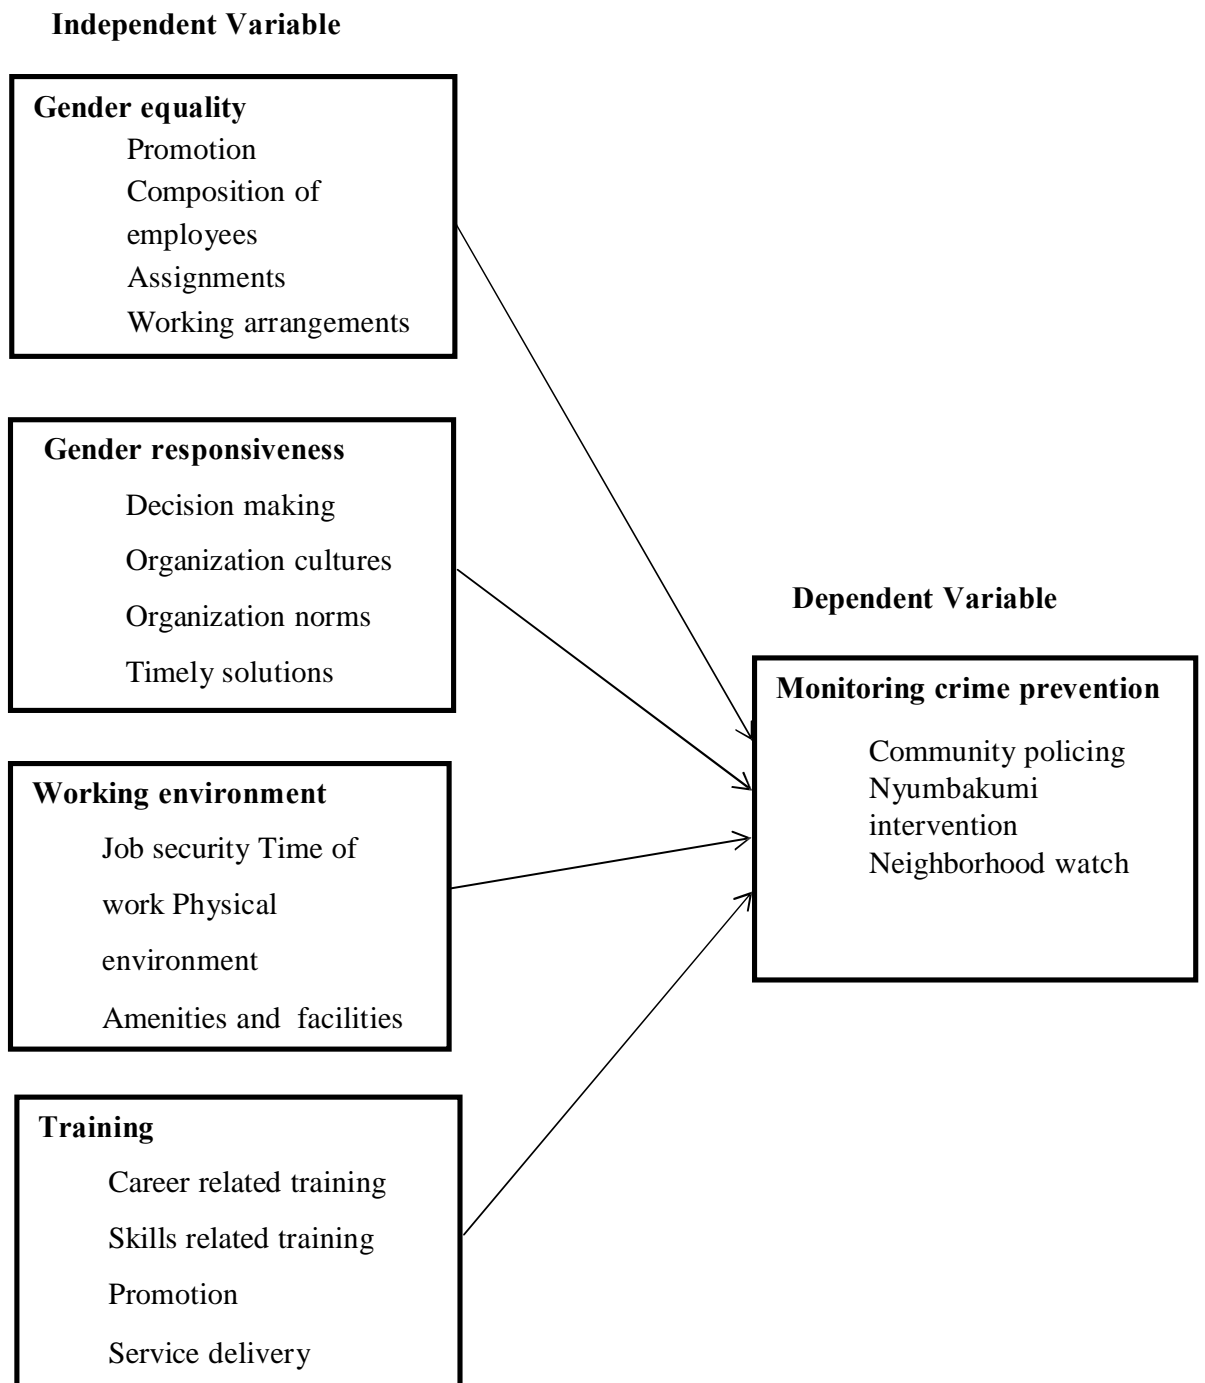 Independent Variable
Gender equality
Promotion
Composition of
employees
Assignments
Working arrangements
Gender responsiveness
Decision making
Organization cultures
Organization norms
Timely solutions
Working environment
Job security Time of
work Physical
environment
Amenities and facilities
Training
Career related training
Skills related training
Promotion
Service delivery
Dependent Variable
Monitoring crime prevention
Community policing
Nyumbakumi
intervention
Neighborhood watch